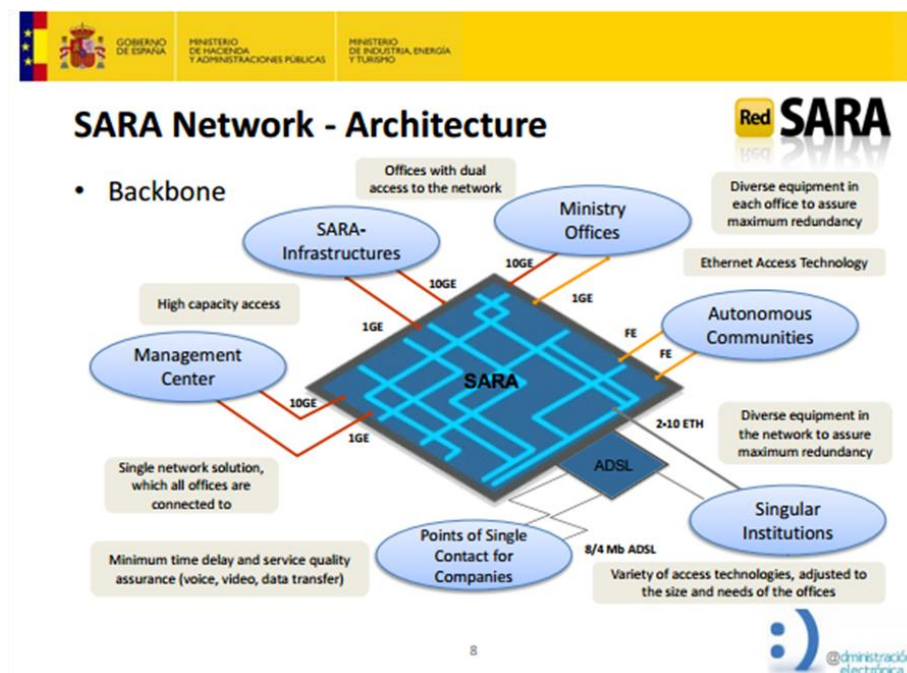 GOBIERNO
DE ESPAÑA
MINISTERIO
DE HACIENDA
Y ADMINISTRACIONES PÚBLICAS
MINISTERIO
DE INDUSTRIA, ENERGÍA
Y TURISMO
SARA Network - Architecture
Red SARA
• Backbone
Offices with dual
access to the network
Ministry
Offices
Diverse equipment in
each office to assure
maximum redundancy
SARA-
Infrastructures
Ethernet Access Technology
10GE
10GE
1GE
High capacity access
1GE
Autonomous
Communities
FE
FE
Management
Center
SARA
10GE
1GE
2•10 ETH
Diverse equipment in
the network to assure
maximum redundancy
Single network solution,
which all offices are
connected to
ADSL
Singular
Institutions
Points of Single
Contact for
Companies
8/4 Mb ADSL
Minimum time delay and service quality
assurance (voice, video, data transfer)
Variety of access technologies, adjusted to
the size and needs of the offices
8
:)
@dministración
electrónica